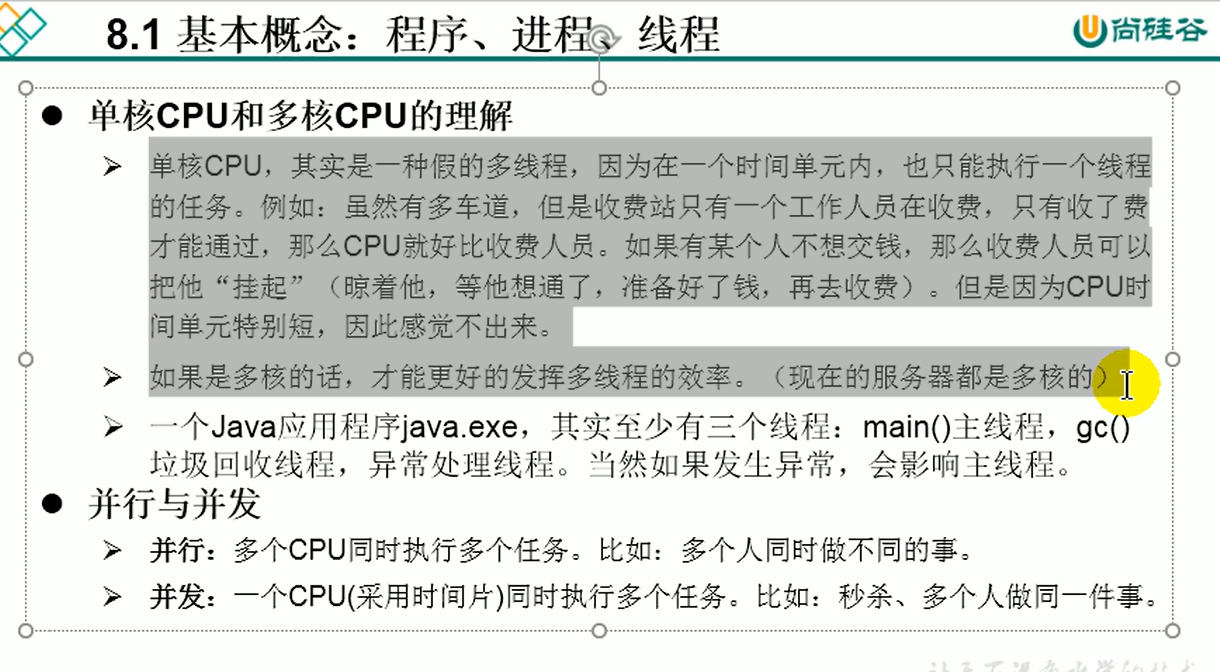 8.1 基本概念：程序、进程、线程
尚硅谷
单核CPU和多核CPU的理解
单核CPU，其实是一种假的多线程，因为在一个时间单元内，也只能执行一个线程
的任务。例如：虽然有多车道，但是收费站只有一个工作人员在收费，只有收了费
才能通过，那么CPU就好比收费人员。如果有某个人不想交钱，那么收费人员可以
把他“挂起”（晾着他，等他想通了，准备好了钱，再去收费）。但是因为CPU时
间单元特别短，因此感觉不出来。
如果是多核的话，才能更好的发挥多线程的效率。（现在的服务器都是多核的）
一个Java应用程序java.exe，其实至少有三个线程：main()主线程，gc()
垃圾回收线程，异常处理线程。当然如果发生异常，会影响主线程。
并行与并发
并行：多个CPU同时执行多个任务。比如：多个人同时做不同的事。
并发：一个CPU(采用时间片)同时执行多个任务。比如：秒杀、多个人做同一件事。